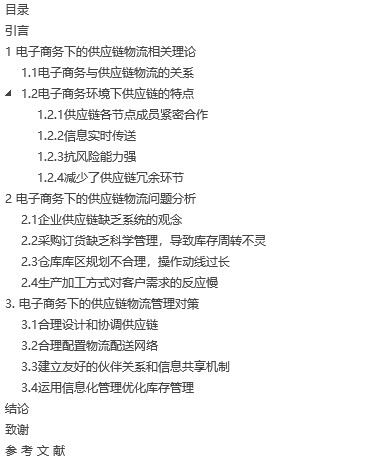 目录
引言
1 电子商务下的供应链物流相关理论
1.1电子商务与供应链物流的关系
1.2电子商务环境下供应链的特点
1.2.1供应链各节点成员紧密合作
1.2.2信息实时传送
1.2.3抗风险能力强
1.2.4减少了供应链冗余环节
2 电子商务下的供应链物流问题分析
2.1企业供应链缺乏系统的观念
2.2采购订货缺乏科学管理，导致库存周转不灵
2.3仓库库区规划不合理，操作动线过长
2.4生产加工方式对客户需求的反应慢
3. 电子商务下的供应链物流管理对策
3.1合理设计和协调供应链
3.2合理配置物流配送网络
3.3建立友好的伙伴关系和信息共享机制
3.4运用信息化管理优化库存管理
结论
致谢
参 考 文 献